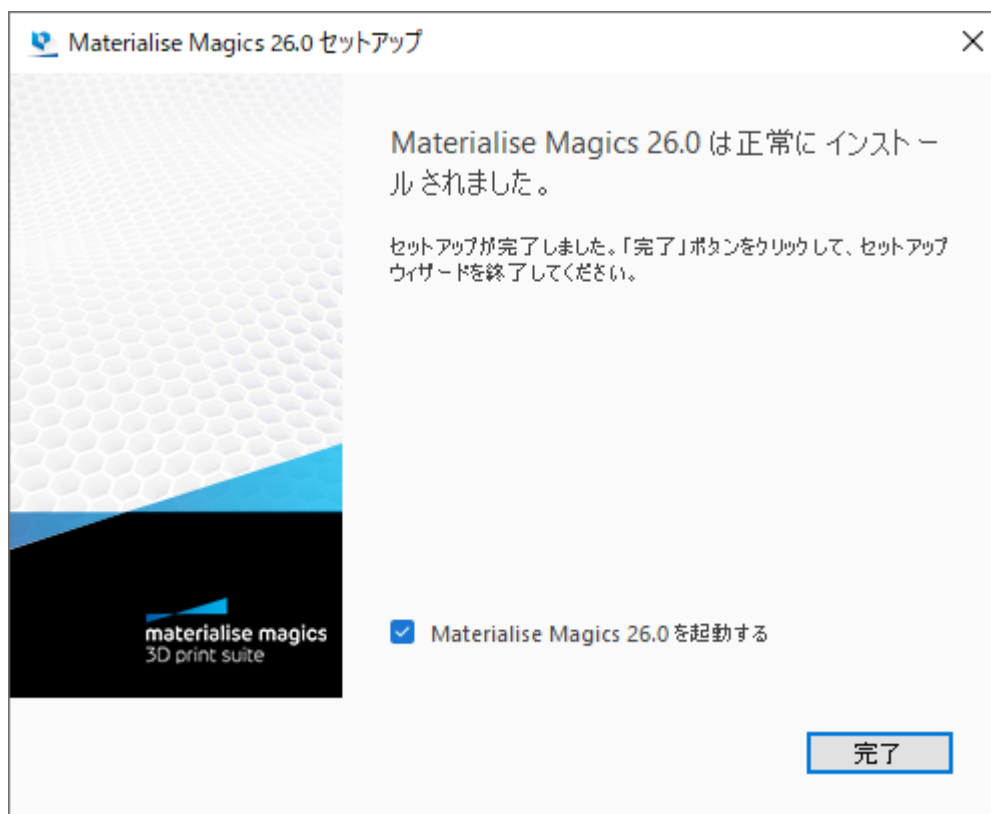 Materialise Magics 26.0 セットアップ
Materialise Magics 26.0 は正常に インストー
ル されました。
セットアップが完了しました。「完了」ボタンをクリックして、セットアップ
ウィザードを終了してください。
materialise magics
3D print suite
Materialise Magics 26.0 を起動する
完了